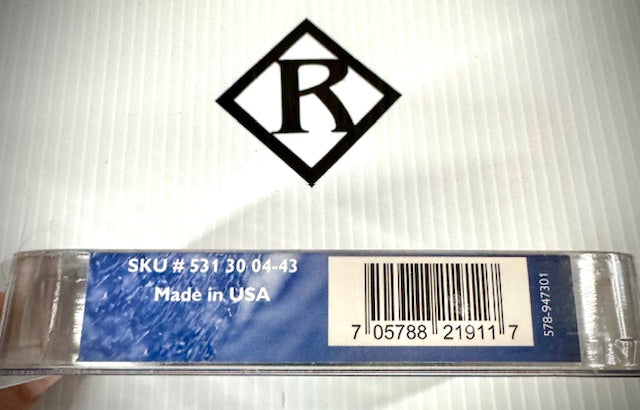 R
SKU # 531 30 04-43
Made in USA
7 05788 21911 7
578-947301